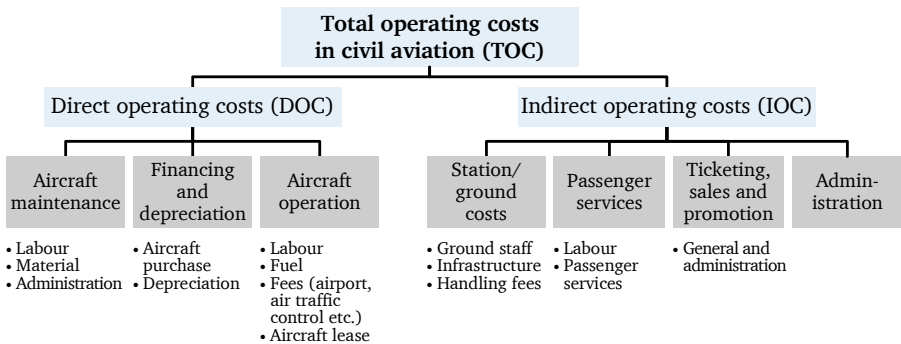 Total operating costs
in civil aviation (TOC)
Direct operating costs (DOC)
Indirect operating costs (IOC)
Aircraft
maintenance
Financing
and
depreciation
Aircraft
operation
Station/
ground
costs
Passenger
services
Ticketing,
sales and
promotion
Admin-
istration
• Labour
• Material
• Administration
• Aircraft
purchase
• Depreciation
• Labour
• Fuel
• Fees (airport,
air traffic
control etc.)
• Aircraft lease
• Ground staff
• Infrastructure
• Handling fees
• Labour
• Passenger
services
• General and
administration